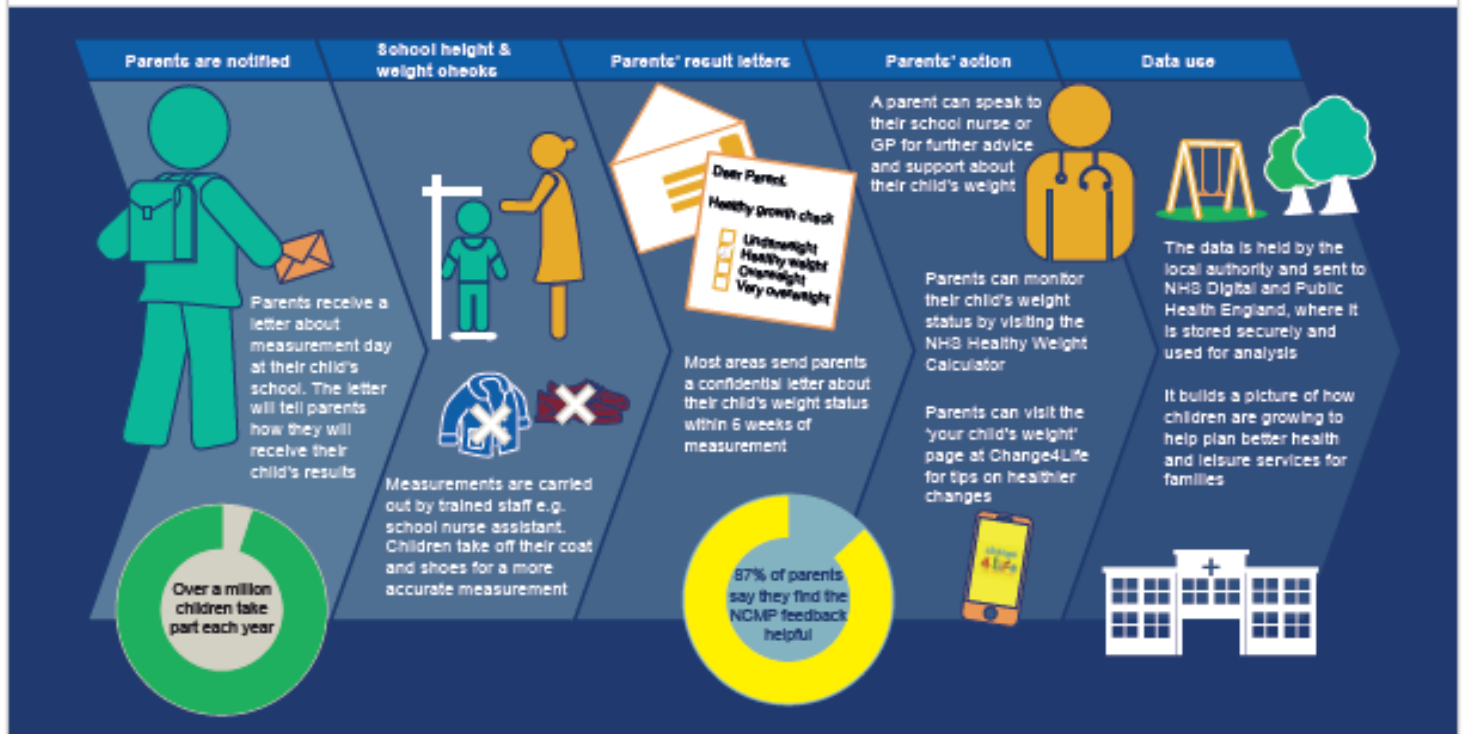 Parents are notified
School height &
weight checks
Parents' result letters
Parents' action
Data use
Parents receive a
letter about
measurement day
at their child's
school. The letter
will tell parents
how they will
receive their
child's results
Over a million
children take
part each year
Measurements are carried
out by trained staff e.g.
school nurse assistant.
Children take off their coat
and shoes for a more
accurate measurement
Dear Parent,
Healthy growth check
Underweight
Healthy weight
Overweight
Very overweight
Most areas send parents
a confidential letter about
their child's weight status
within 6 weeks of
measurement
87% of parents
say they find the
NCMP feedback
helpful
A parent can speak to
their school nurse or
GP for further advice
and support about
their child's weight
Parents can monitor
their child's weight
status by visiting the
NHS Healthy Weight
Calculator
Parents can visit the
'your child's weight'
page at Change4Life
for tips on healthier
changes
change
4Life
The data is held by the
local authority and sent to
NHS Digital and Public
Health England, where it
is stored securely and
used for analysis
It builds a picture of how
children are growing to
help plan better health
and leisure services for
families